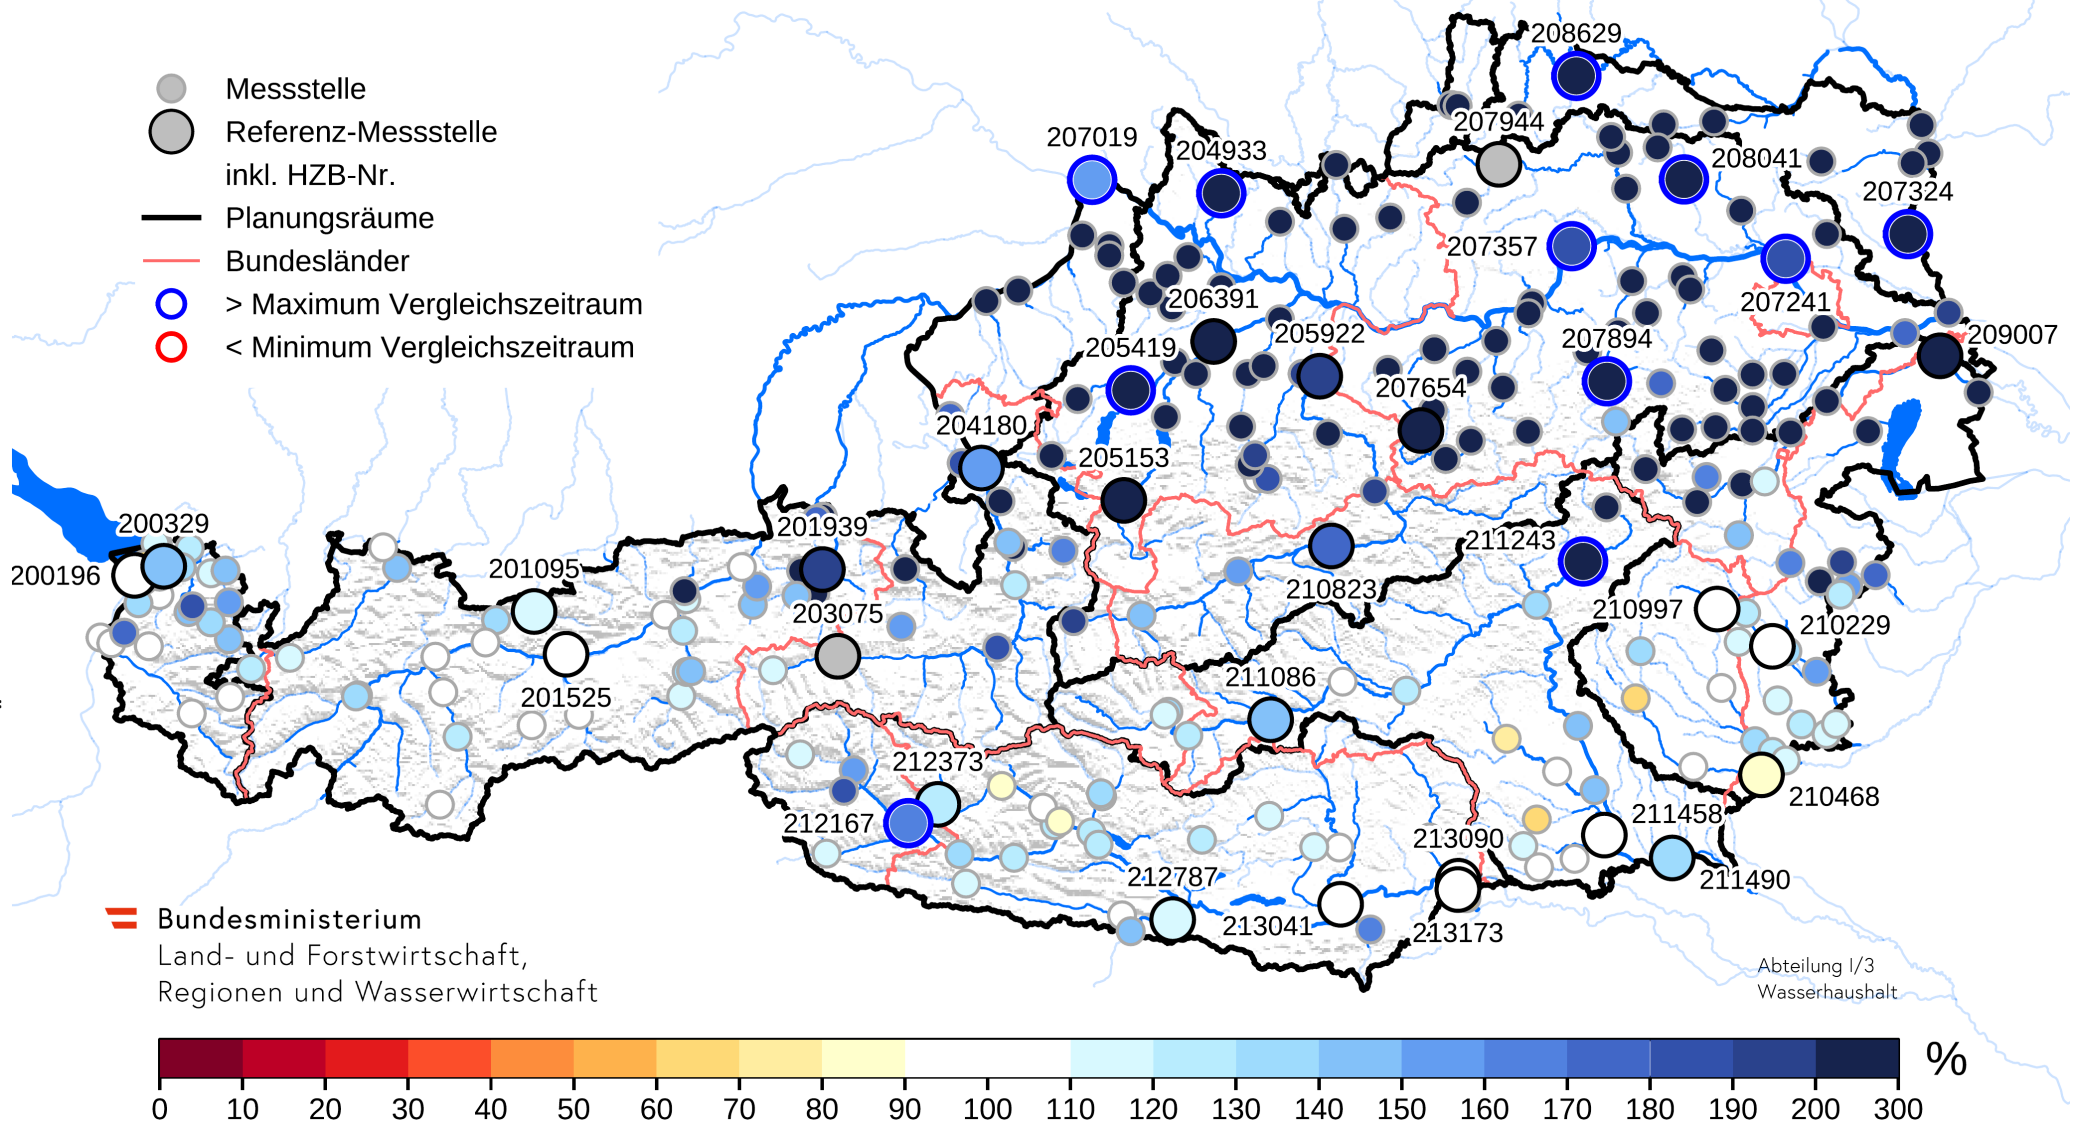 Messstelle
Referenz-Messstelle
inkl. HZB-Nr.
Planungsräume
Bundesländer
> Maximum Vergleichszeitraum
< Minimum Vergleichszeitraum
208629
207944
207019
204933
208041
207324
207357
206391
207241
205922
205419
207894
209007
207654
204180
205153
200329
201939
211243
200196
201095
210823
203075
210997
210229
201525
211086
212373
210468
212167
211458
213090
212787
211490
213041
213173
Bundesministerium
Land- und Forstwirtschaft,
Regionen und Wasserwirtschaft
Abteilung I/3
Wasserhaushalt
%
0 10 20 30 40 50 60 70 80 90 100 110 120 130 140 150 160 170 180 190 200 300